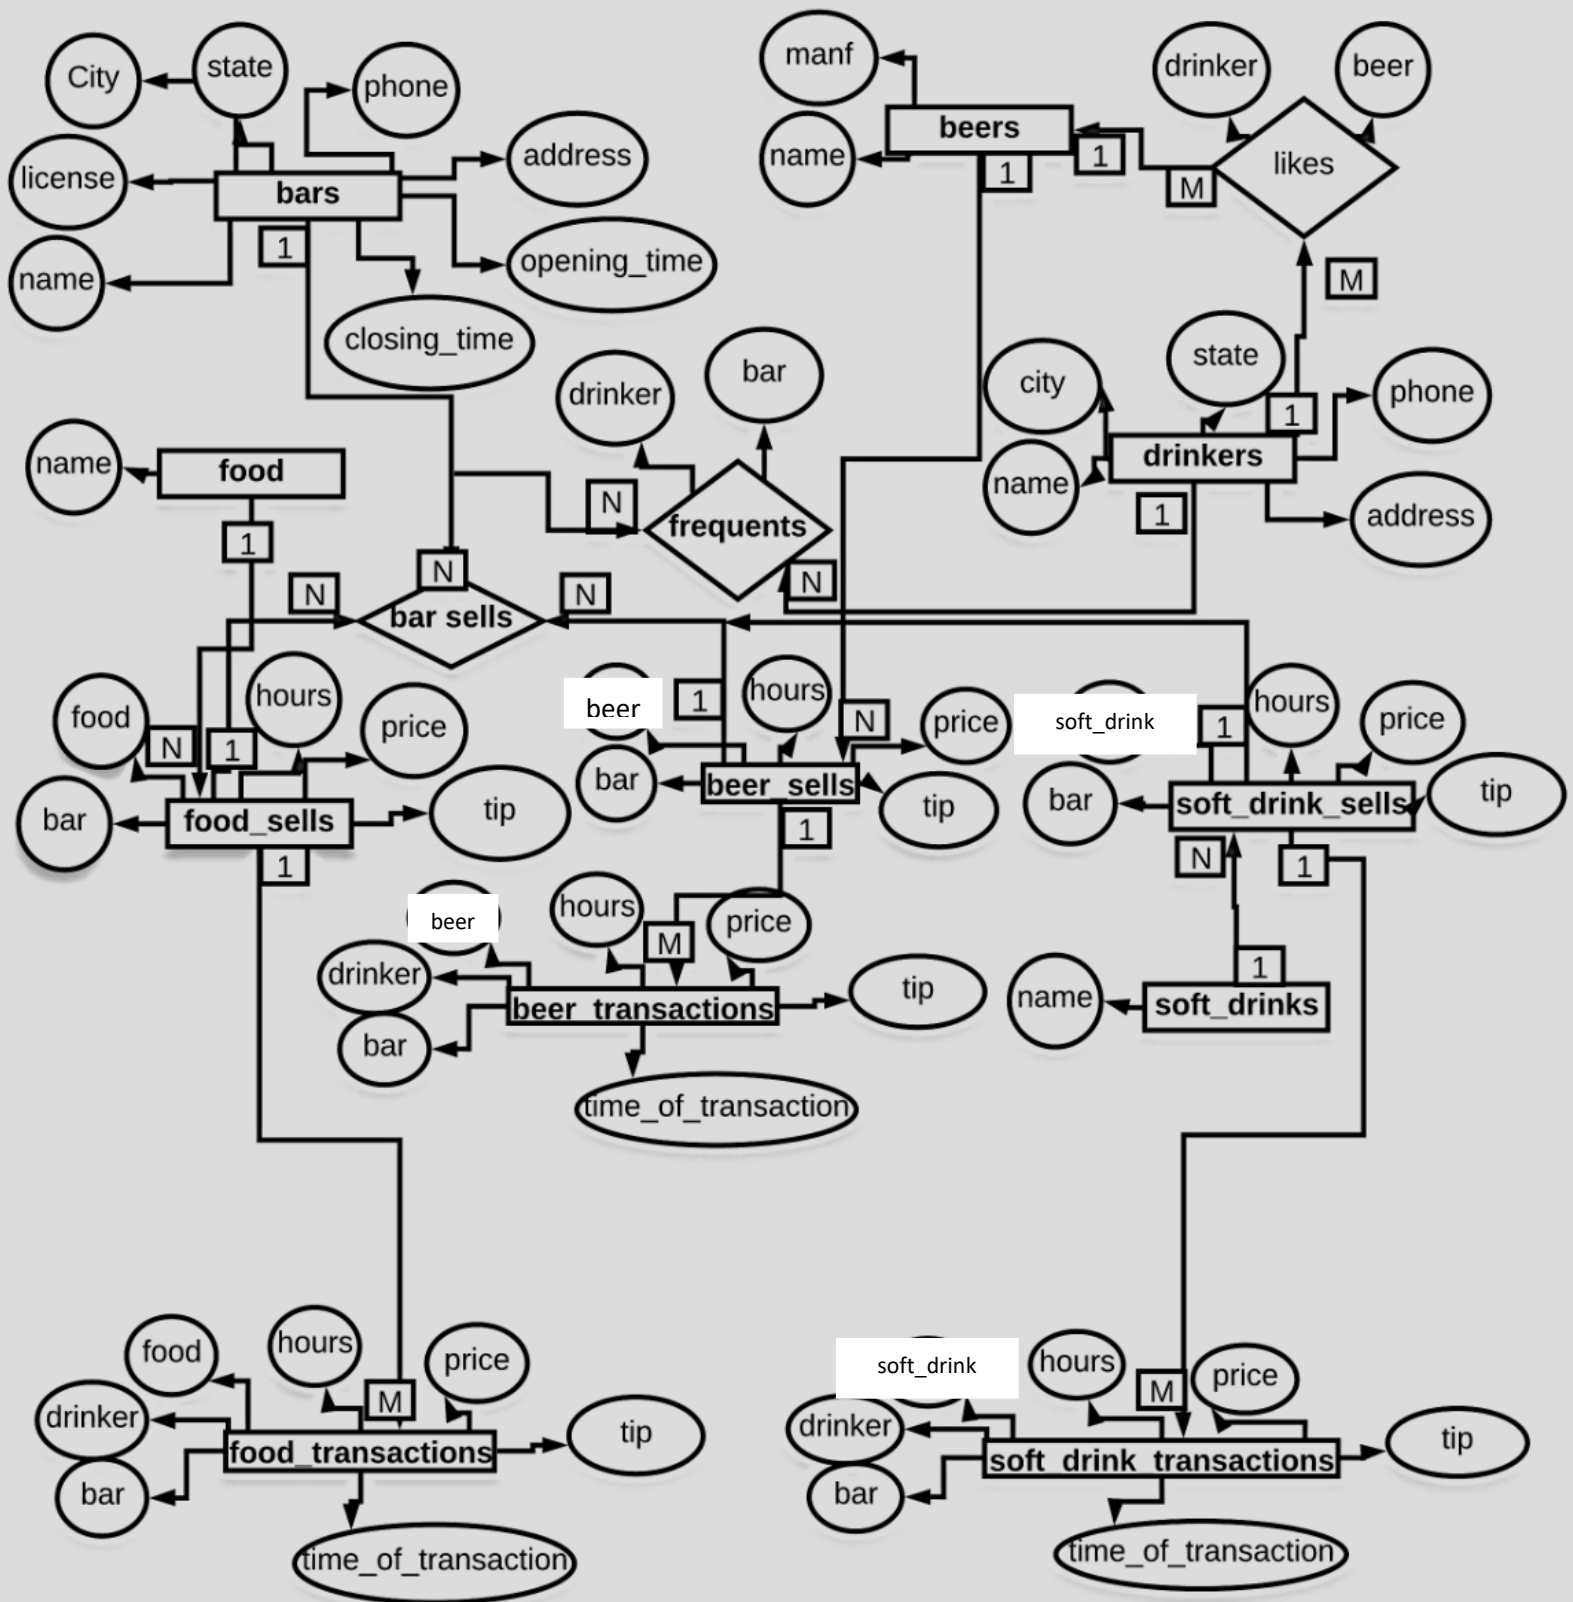 City
state
phone
license
bars
address
name
1
opening_time
closing_time
manf
beers
name
1
1
drinker
beer
likes
M
M
city
state
1
phone
name
drinkers
1
address
name
food
1
drinker
bar
N
frequents
N
N
N
bar sells
N
food
N
1
hours
price
bar
food_sells
tip
1
beer
1
hours
N
price
bar
beer_sells
tip
1
soft_drink
1
hours
price
bar
soft_drink_sells
tip
N
1
beer
hours
M
price
drinker
beer_transactions
tip
bar
time_of_transaction
1
name
soft_drinks
food
hours
M
price
drinker
food_transactions
tip
bar
time_of_transaction
soft_drink
hours
M
price
drinker
soft_drink_transactions
tip
bar
time_of_transaction